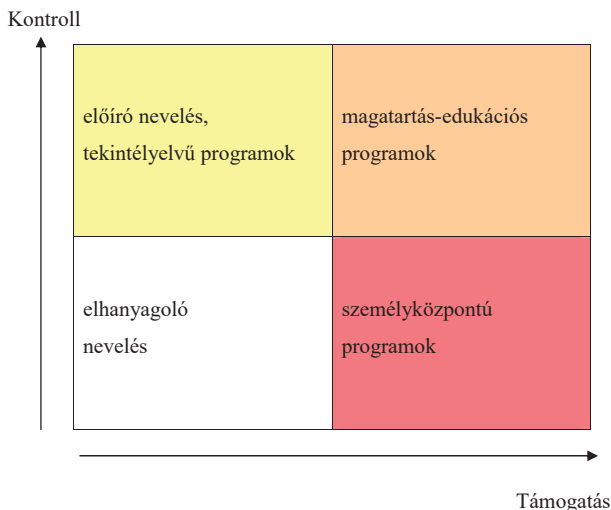 Kontroll
előíró nevelés,
tekintélyelvű programok
magatartás-edukációs
programok
elhanyagoló
nevelés
személyközpontú
programok
Támogatás